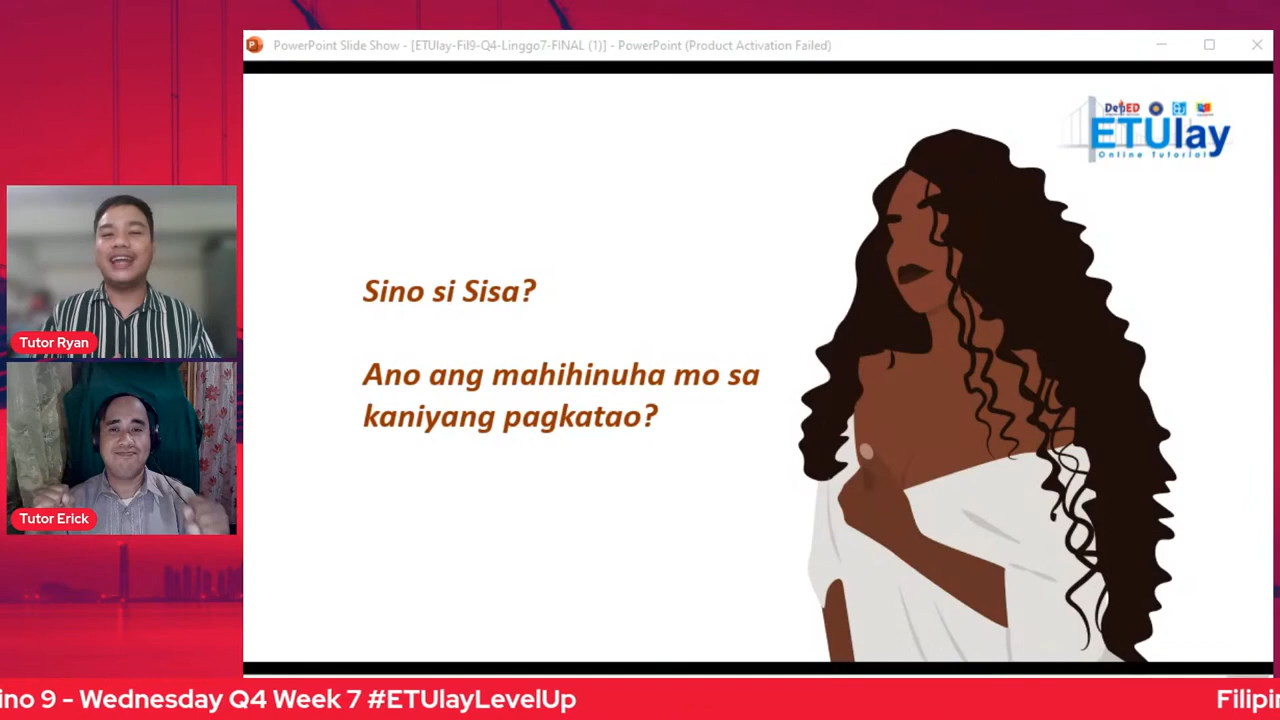 PowerPoint Slide Show - [ETUlay-Fil9-Q4-Linggo7-FINAL (1)] - PowerPoint (Product Activation Failed)
DepED
ETUlay
Online Tutorial
Sino si Sisa?
Ano ang mahihinuha mo sa
kaniyang pagkatao?
Tutor Ryan
Tutor Erick
ino 9 - Wednesday Q4 Week 7 #ETUlayLevelUp
Filipin